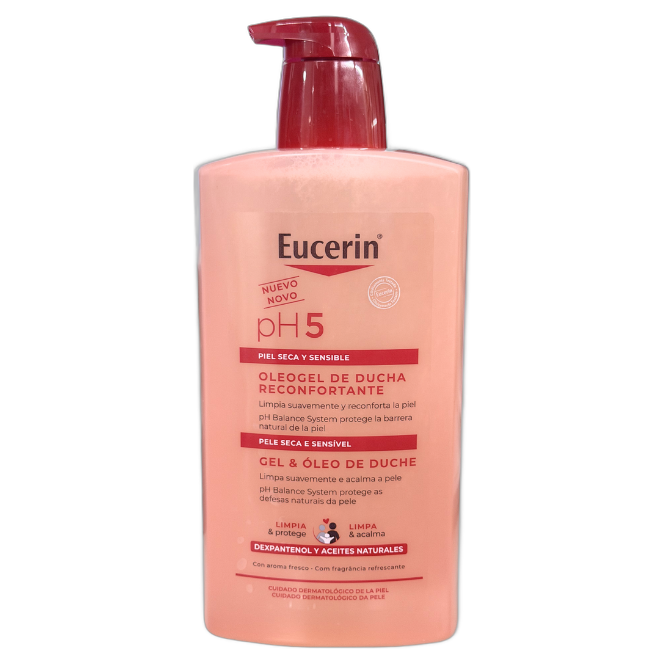 Eucerin®
NUEVO
NOVO
pH5
PIEL SECA Y SENSIBLE
OLEOGEL DE DUCHA
RECONFORTANTE
Limpia suavemente y reconforta la piel
pH Balance System protege la barrera
natural de la piel
PELE SECA E SENSÍVEL
GEL & ÓLEO DE DUCHE
Limpa suavemente e acalma a pele
pH Balance System protege as
defesas naturais da pele
LIMPIA
& protege
LIMPA
& acalma
DEXPANTENOL Y ACEITES NATURALES
Con aroma fresco - Com fragrância refrescante
CUIDADO DERMATOLÓGICO DE LA PIEL
CUIDADO DERMATOLÓGICO DA PELE